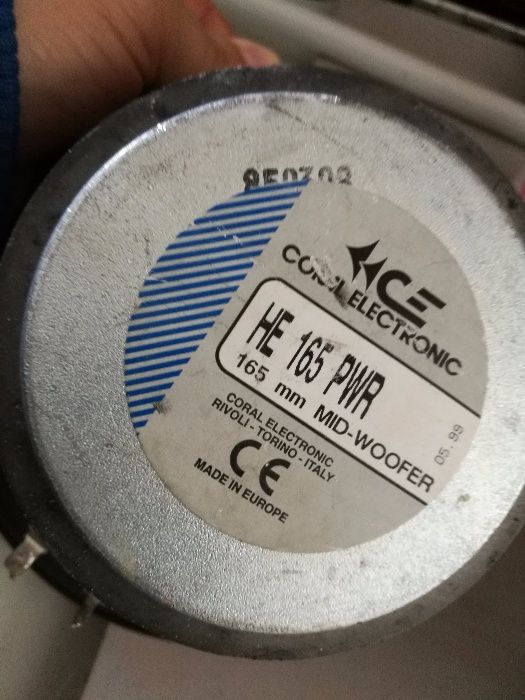 CE
CORAL ELECTRONIC
HE 165 PWR
165 mm MID-WOOFER
05 99
CORAL ELECTRONIC
RIVOLI - TORINO - ITALY
CE
MADE IN EUROPE